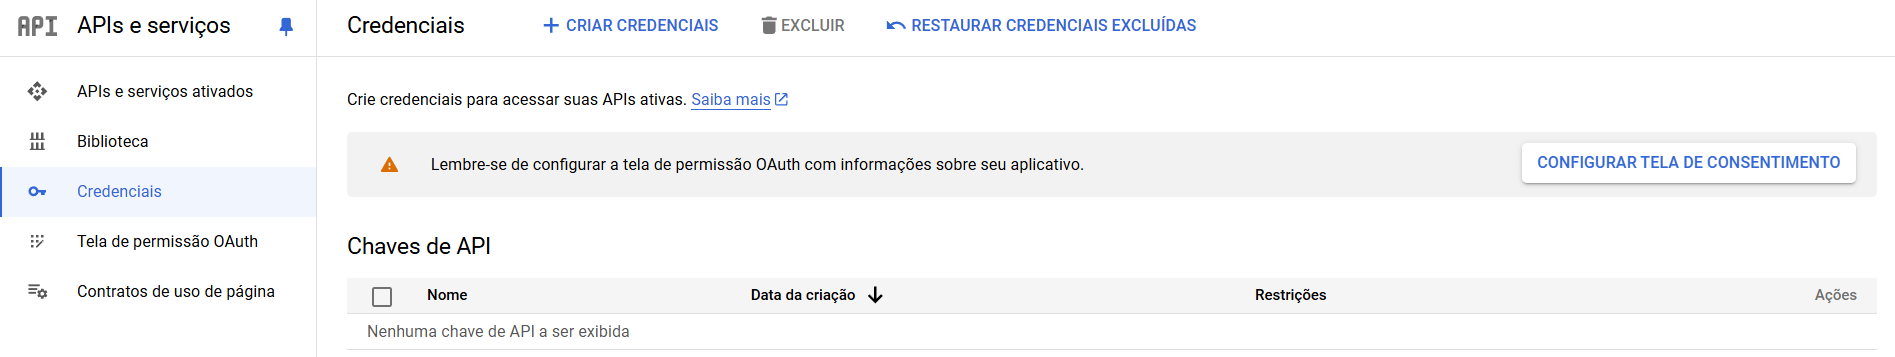 API APIs e serviços
APIs e serviços ativados
Biblioteca
Credenciais
Tela de permissão OAuth
Contratos de uso de página
Credenciais CRIAR CREDENCIAIS EXCLUIR RESTAURAR CREDENCIAIS EXCLUÍDAS
Crie credenciais para acessar suas APIs ativas. Saiba mais
Lembre-se de configurar a tela de permissão OAuth com informações sobre seu aplicativo. CONFIGURAR TELA DE CONSENTIMENTO
Chaves de API
Nome Data da criação Restrições Ações
Nenhuma chave de API a ser exibida